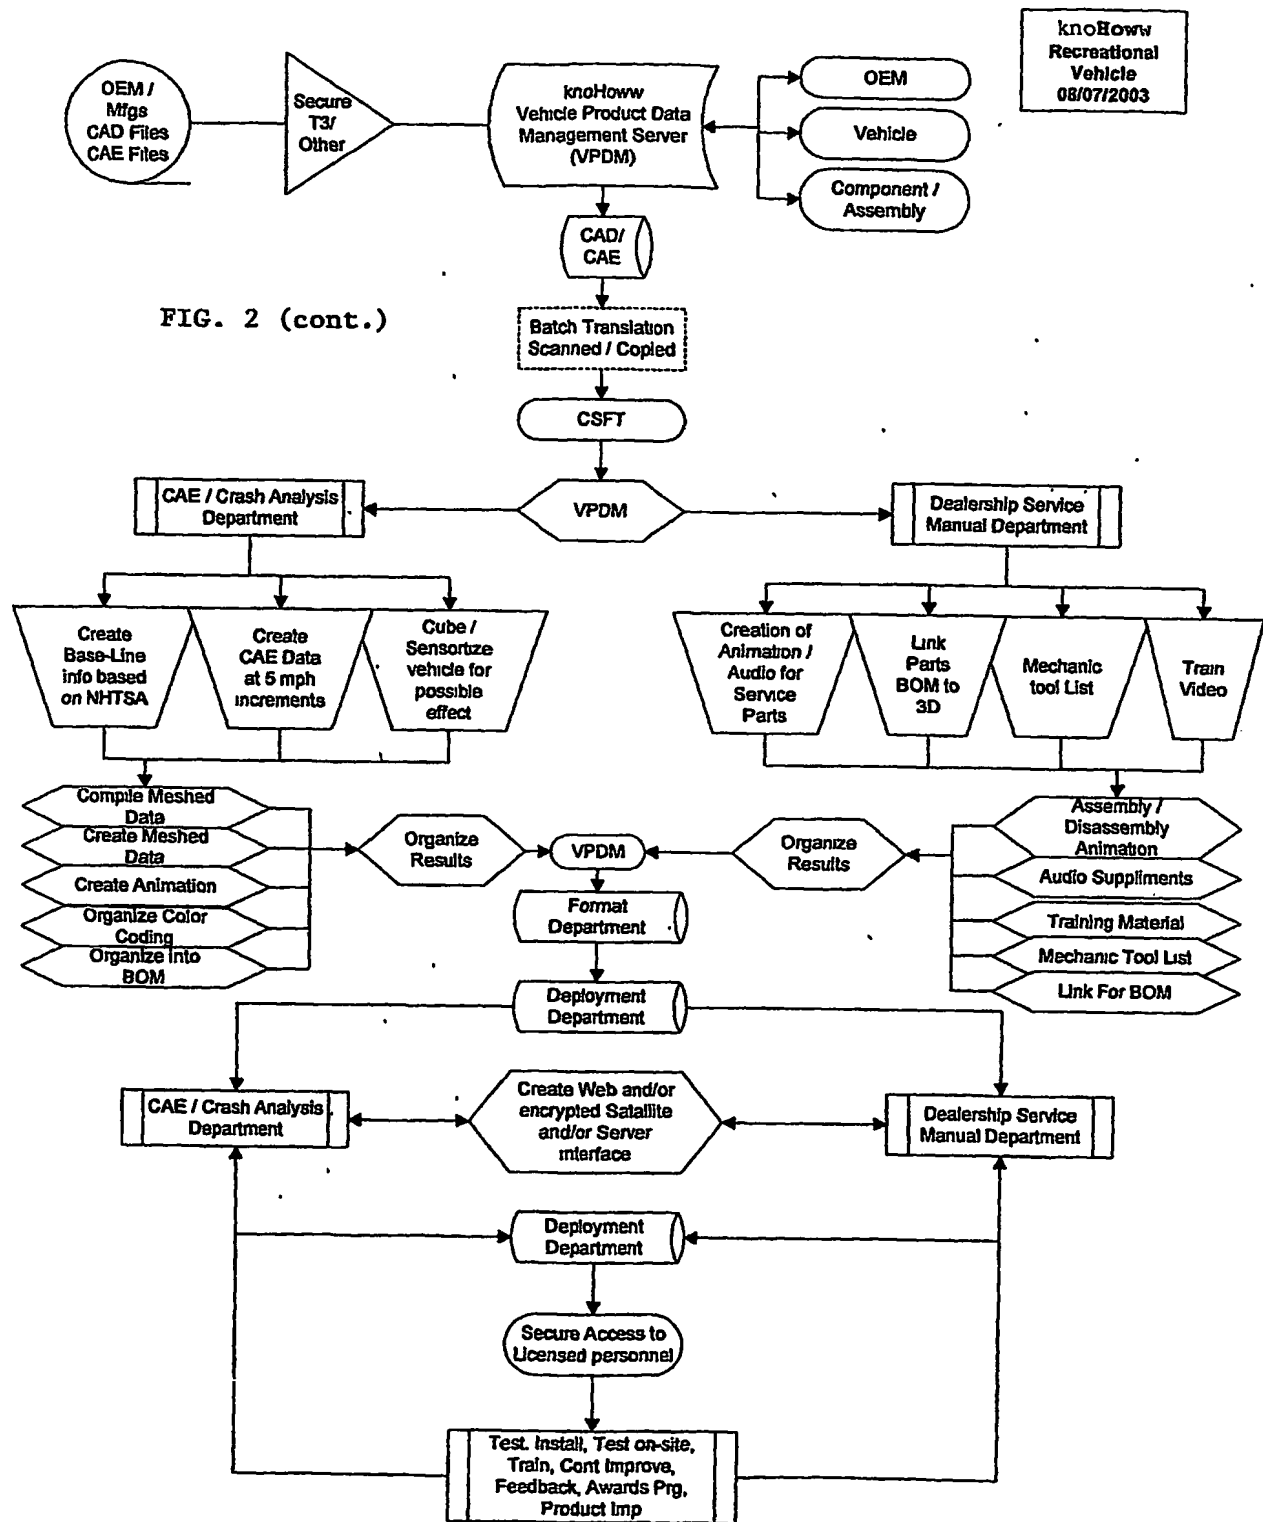 knoHoww
Recreational
Vehicle
08/07/2003
OEM /
Mfgs
CAD Files
CAE Files
Secure
T3/
Other
knoHoww
Vehicle Product Data
Management Server
(VPDM)
OEM
Vehicle
Component /
Assembly
CAD/
CAE
FIG. 2 (cont.)
Batch Translation
Scanned / Copied
CSFT
CAE / Crash Analysis
Department
VPDM
Dealership Service
Manual Department
Create
Base-Line
info based
on NHTSA
Create
CAE Data
at 5 mph
increments
Cube /
Sensortize
vehicle for
possible
effect
Creation of
Animation /
Audio for
Service
Parts
Link
Parts
BOM to
3D
Mechanic
tool List
Train
Video
Compile Meshed
Data
Create Meshed
Data
Create Animation
Organize Color
Coding
Organize into
BOM
Organize
Results
VPDM
Organize
Results
Assembly /
Disassembly
Animation
Audio Suppliments
Training Material
Mechanic Tool List
Link For BOM
Format
Department
Deployment
Department
CAE / Crash Analysis
Department
Create Web and/or
encrypted Satallite
and/or Server
interface
Dealership Service
Manual Department
Deployment
Department
Secure Access to
Licensed personnel
Test. Install, Test on-site,
Train, Cont Improve,
Feedback, Awards Prg,
Product Imp